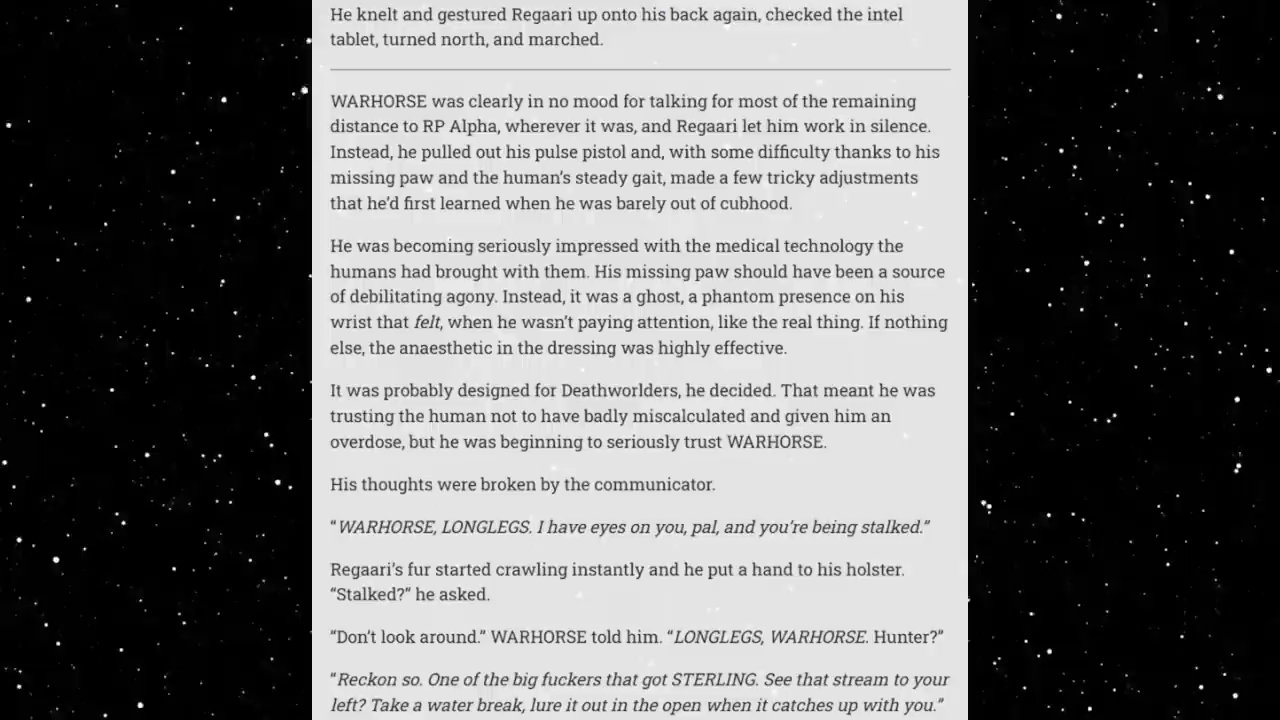 He knelt and gestured Regaari up onto his back again, checked the intel
tablet, turned north, and marched.
WARHORSE was clearly in no mood for talking for most of the remaining
distance to RP Alpha, wherever it was, and Regaari let him work in silence.
Instead, he pulled out his pulse pistol and, with some difficulty thanks to his
missing paw and the human’s steady gait, made a few tricky adjustments
that he’d first learned when he was barely out of cubhood.
He was becoming seriously impressed with the medical technology the
humans had brought with them. His missing paw should have been a source
of debilitating agony. Instead, it was a ghost, a phantom presence on his
wrist that felt, when he wasn’t paying attention, like the real thing. If nothing
else, the anaesthetic in the dressing was highly effective.
It was probably designed for Deathworlders, he decided. That meant he was
trusting the human not to have badly miscalculated and given him an
overdose, but he was beginning to seriously trust WARHORSE.
His thoughts were broken by the communicator.
“WARHORSE, LONGLEGS. I have eyes on you, pal, and you’re being stalked.”
Regaari’s fur started crawling instantly and he put a hand to his holster.
“Stalked?” he asked.
“Don’t look around.” WARHORSE told him. “LONGLEGS, WARHORSE. Hunter?”
“Reckon so. One of the big fuckers that got STERLING. See that stream to your
left? Take a water break, lure it out in the open when it catches up with you.”